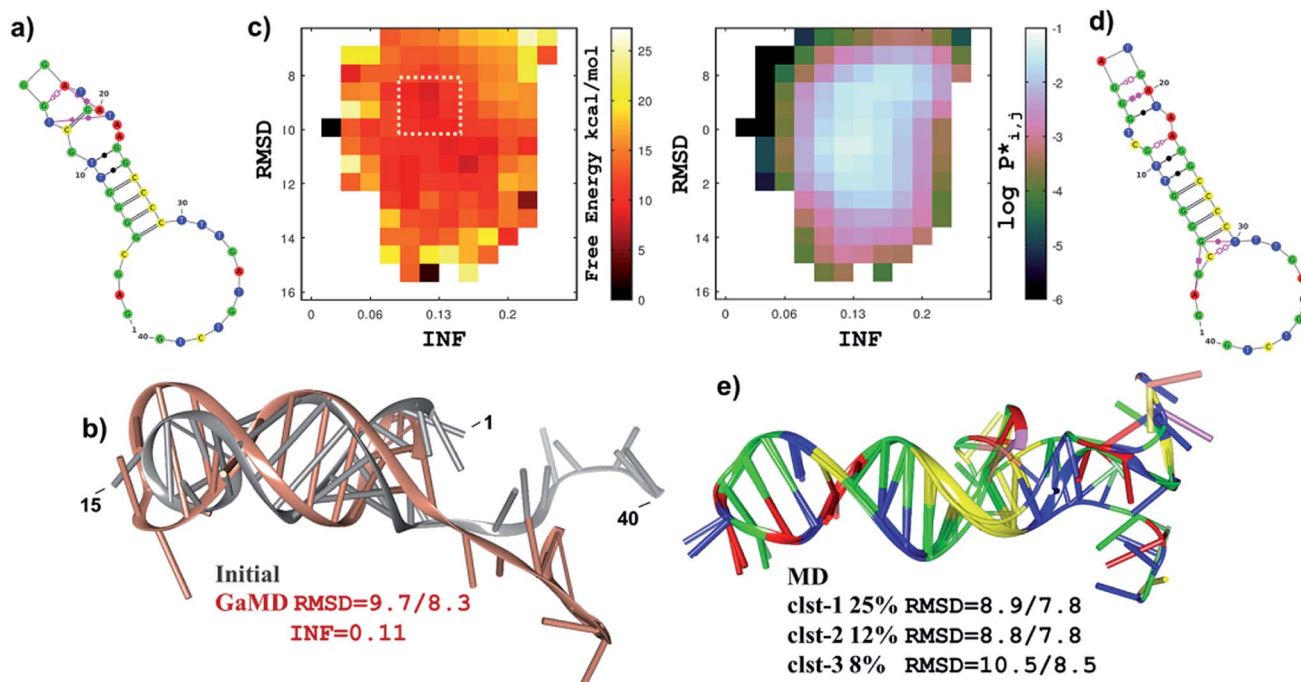 a)
20
10
30
1
40
c)
RMSD
8
10
12
14
16
0
0.06
0.13
0.2
INF
25
20
15
10
5
0
Free Energy kcal/mol
RMSD
8
0
2
14
16
0
0.06
0.13
0.2
INF
-1
-2
-3
-4
-5
-6
log P*i,j
d)
20
10
30
1
40
b)
1
15
40
Initial
GaMD RMSD=9.7/8.3
INF=0.11
e)
MD
clst-1 25% RMSD=8.9/7.8
clst-2 12% RMSD=8.8/7.8
clst-3 8% RMSD=10.5/8.5